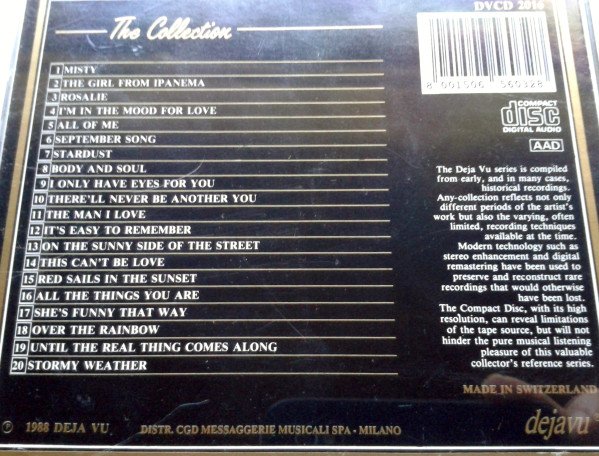 The Collection
DVCD 2016
1 MISTY
2 THE GIRL FROM IPANEMA
3 ROSALIE
4 I'M IN THE MOOD FOR LOVE
5 ALL OF ME
6 SEPTEMBER SONG
7 STARDUST
8 BODY AND SOUL
9 I ONLY HAVE EYES FOR YOU
10 THERE'LL NEVER BE ANOTHER YOU
11 THE MAN I LOVE
12 IT'S EASY TO REMEMBER
13 ON THE SUNNY SIDE OF THE STREET
14 THIS CAN'T BE LOVE
15 RED SAILS IN THE SUNSET
16 ALL THE THINGS YOU ARE
17 SHE'S FUNNY THAT WAY
18 OVER THE RAINBOW
19 UNTIL THE REAL THING COMES ALONG
20 STORMY WEATHER
8 001506 560328
COMPACT
disc
DIGITAL AUDIO
AAD
The Deja Vu series is compiled
from early, and in many cases,
historical recordings.
Any-collection reflects not only
different periods of the artist's
work but also the varying, often
limited, recording techniques
available at the time.
Modern technology such as
stereo enhancement and digital
remastering have been used to
preserve and reconstruct rare
recordings that would otherwise
have been lost.
The Compact Disc, with its high
resolution, can reveal limitations
of the tape source, but will not
hinder the pure musical listening
pleasure of this valuable
collector's reference series.
MADE IN SWITZERLAND
℗ 1988 DEJA VU
DISTR. CGD MESSAGGERIE MUSICALI SPA - MILANO
dejavu